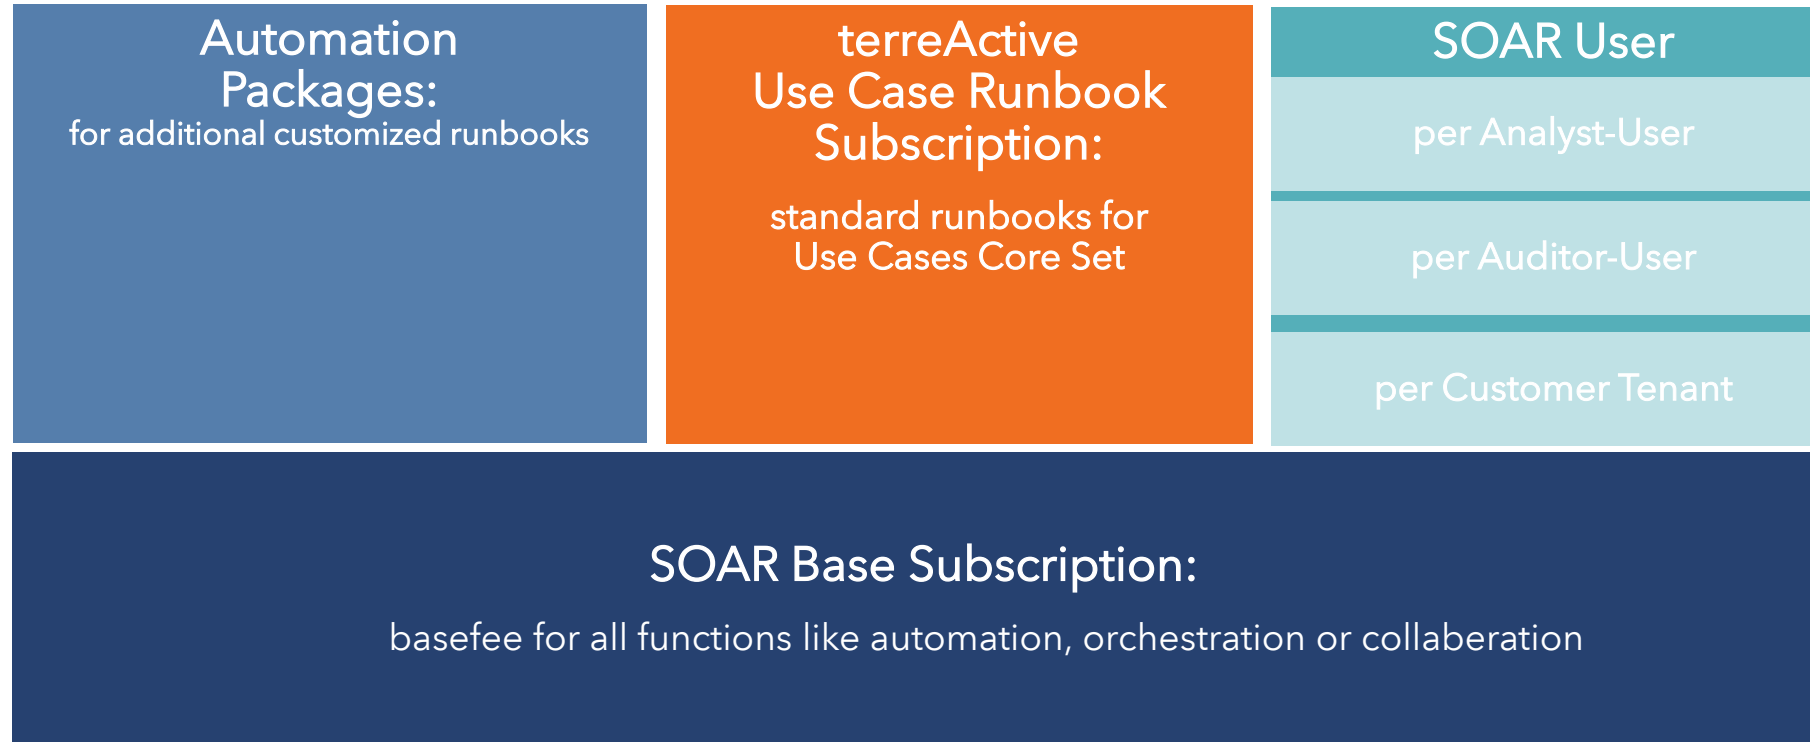 Automation
Packages:
for additional customized runbooks
terreActive
Use Case Runbook
Subscription:
standard runbooks for
Use Cases Core Set
SOAR User
per Analyst-User
per Auditor-User
per Customer Tenant
SOAR Base Subscription:
basefee for all functions like automation, orchestration or collaberation